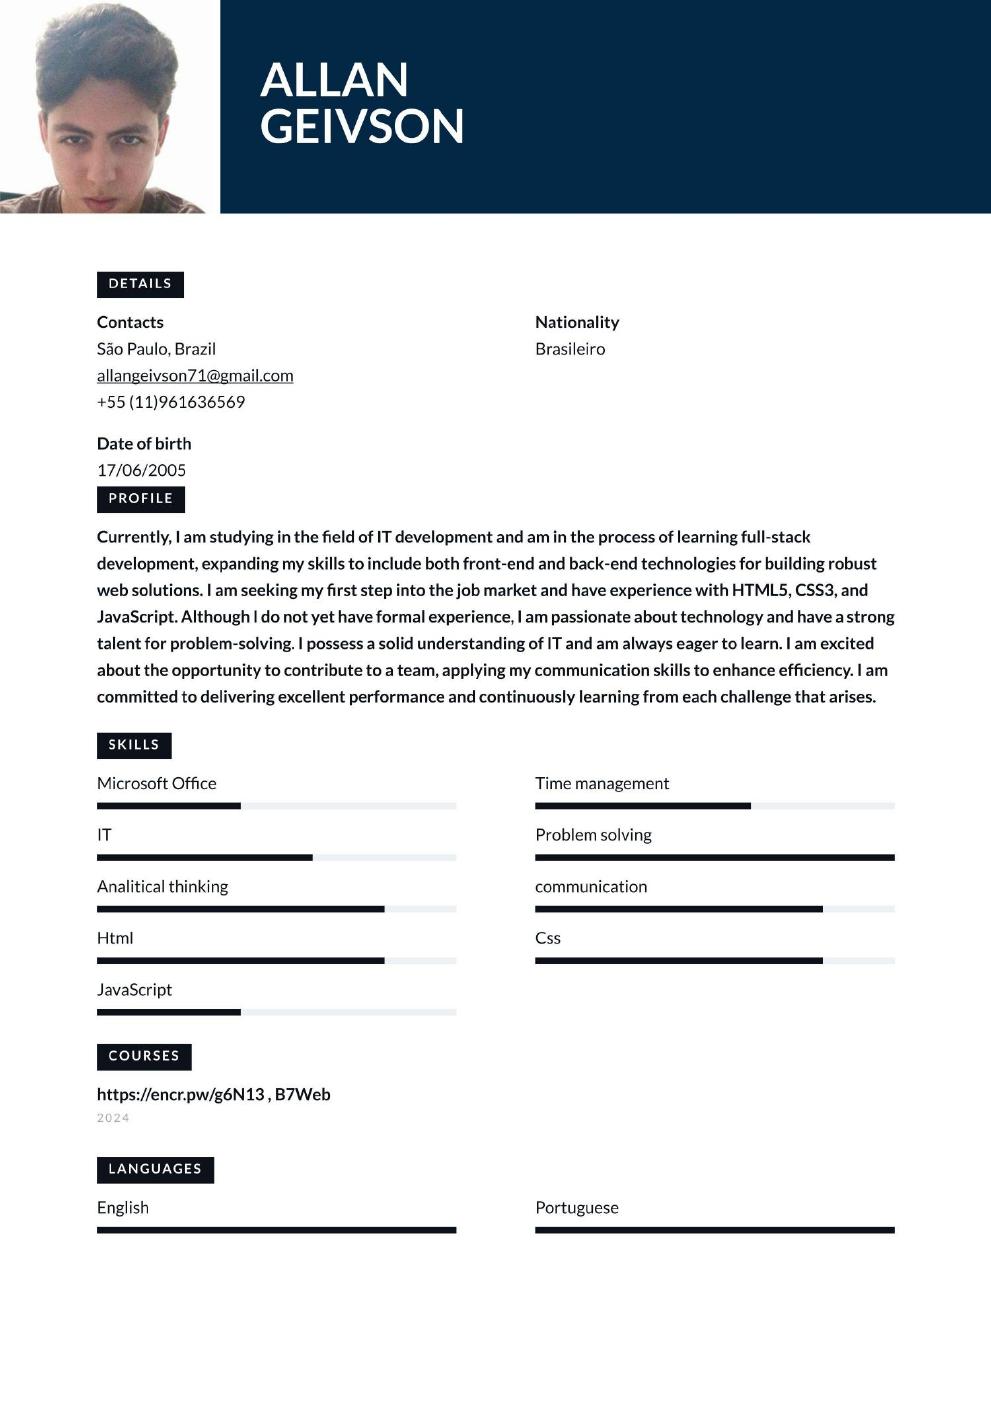 ALLAN
GEIVSON
DETAILS
Contacts
São Paulo, Brazil
allangeivson71@gmail.com
+55 (11)961636569
Nationality
Brasileiro
Date of birth
17/06/2005
PROFILE
Currently, I am studying in the field of IT development and am in the process of learning full-stack
development, expanding my skills to include both front-end and back-end technologies for building robust
web solutions. I am seeking my first step into the job market and have experience with HTML5, CSS3, and
JavaScript. Although I do not yet have formal experience, I am passionate about technology and have a strong
talent for problem-solving. I possess a solid understanding of IT and am always eager to learn. I am excited
about the opportunity to contribute to a team, applying my communication skills to enhance efficiency. I am
committed to delivering excellent performance and continuously learning from each challenge that arises.
SKILLS
Microsoft Office
Time management
IT
Problem solving
Analitical thinking
communication
Html
Css
JavaScript
COURSES
https://encr.pw/g6N13 , B7Web
2024
LANGUAGES
English
Portuguese